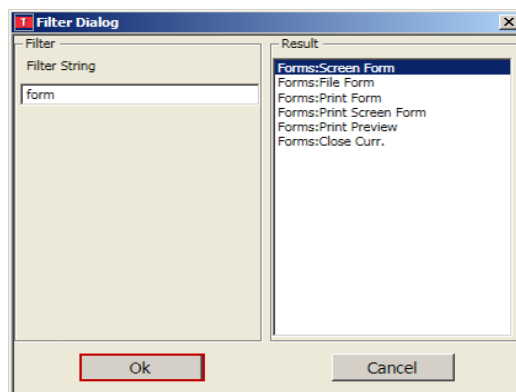 T Filter Dialog
Filter
Filter String
form
Result
Forms:Screen Form
Forms:File Form
Forms:Print Form
Forms:Print Screen Form
Forms:Print Preview
Forms:Close Curr.
Ok
Cancel